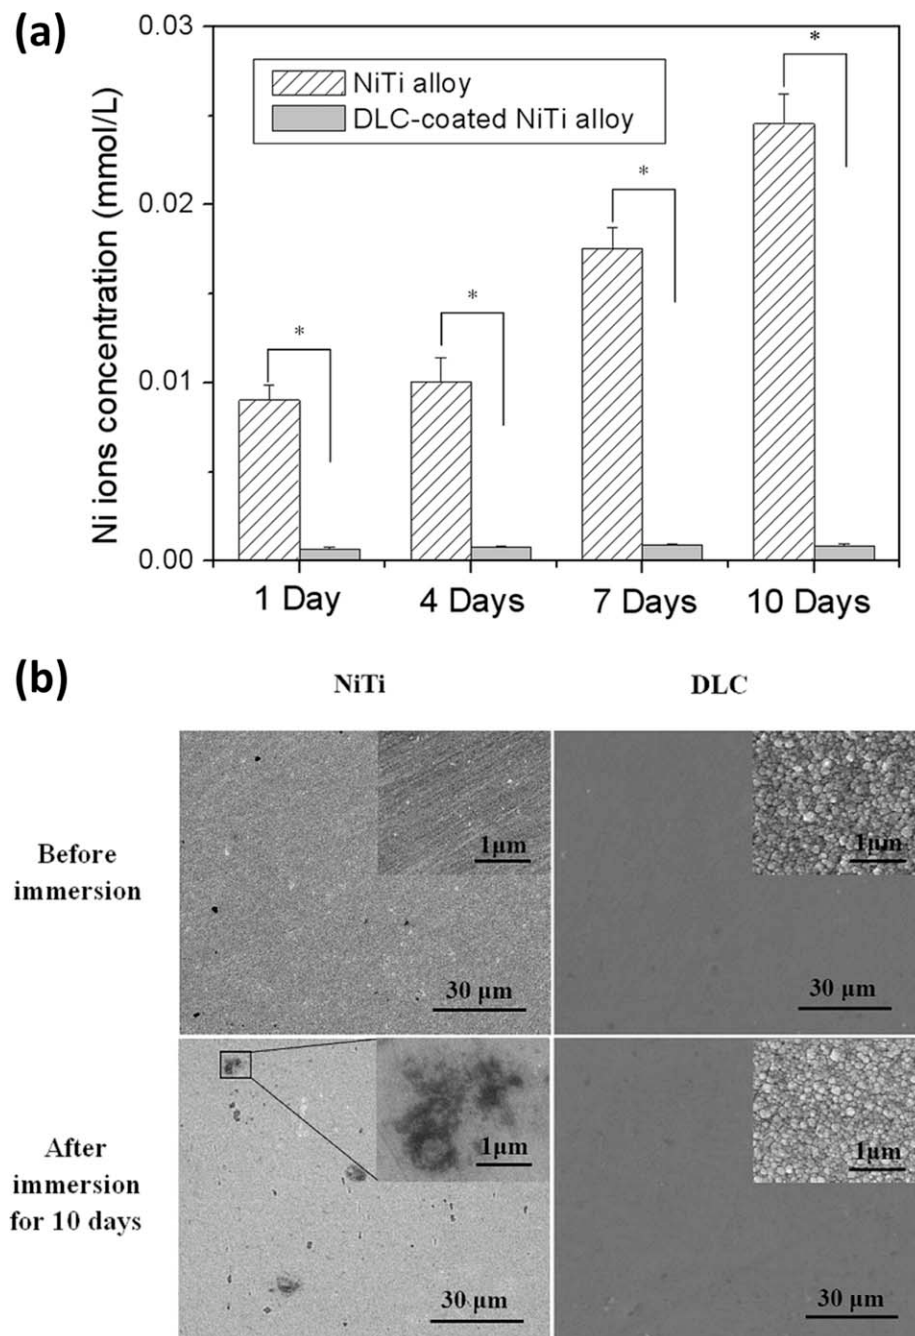 (a)
0.03
NiTi alloy
DLC-coated NiTi alloy
*
*
*
*
0.02
0.01
0.00
Ni ions concentration (mmol/L)
1 Day
4 Days
7 Days
10 Days
(b)
NiTi
DLC
Before
immersion
1μm
30 μm
1μm
30 μm
After
immersion
for 10 days
1μm
30 μm
1μm
30 μm